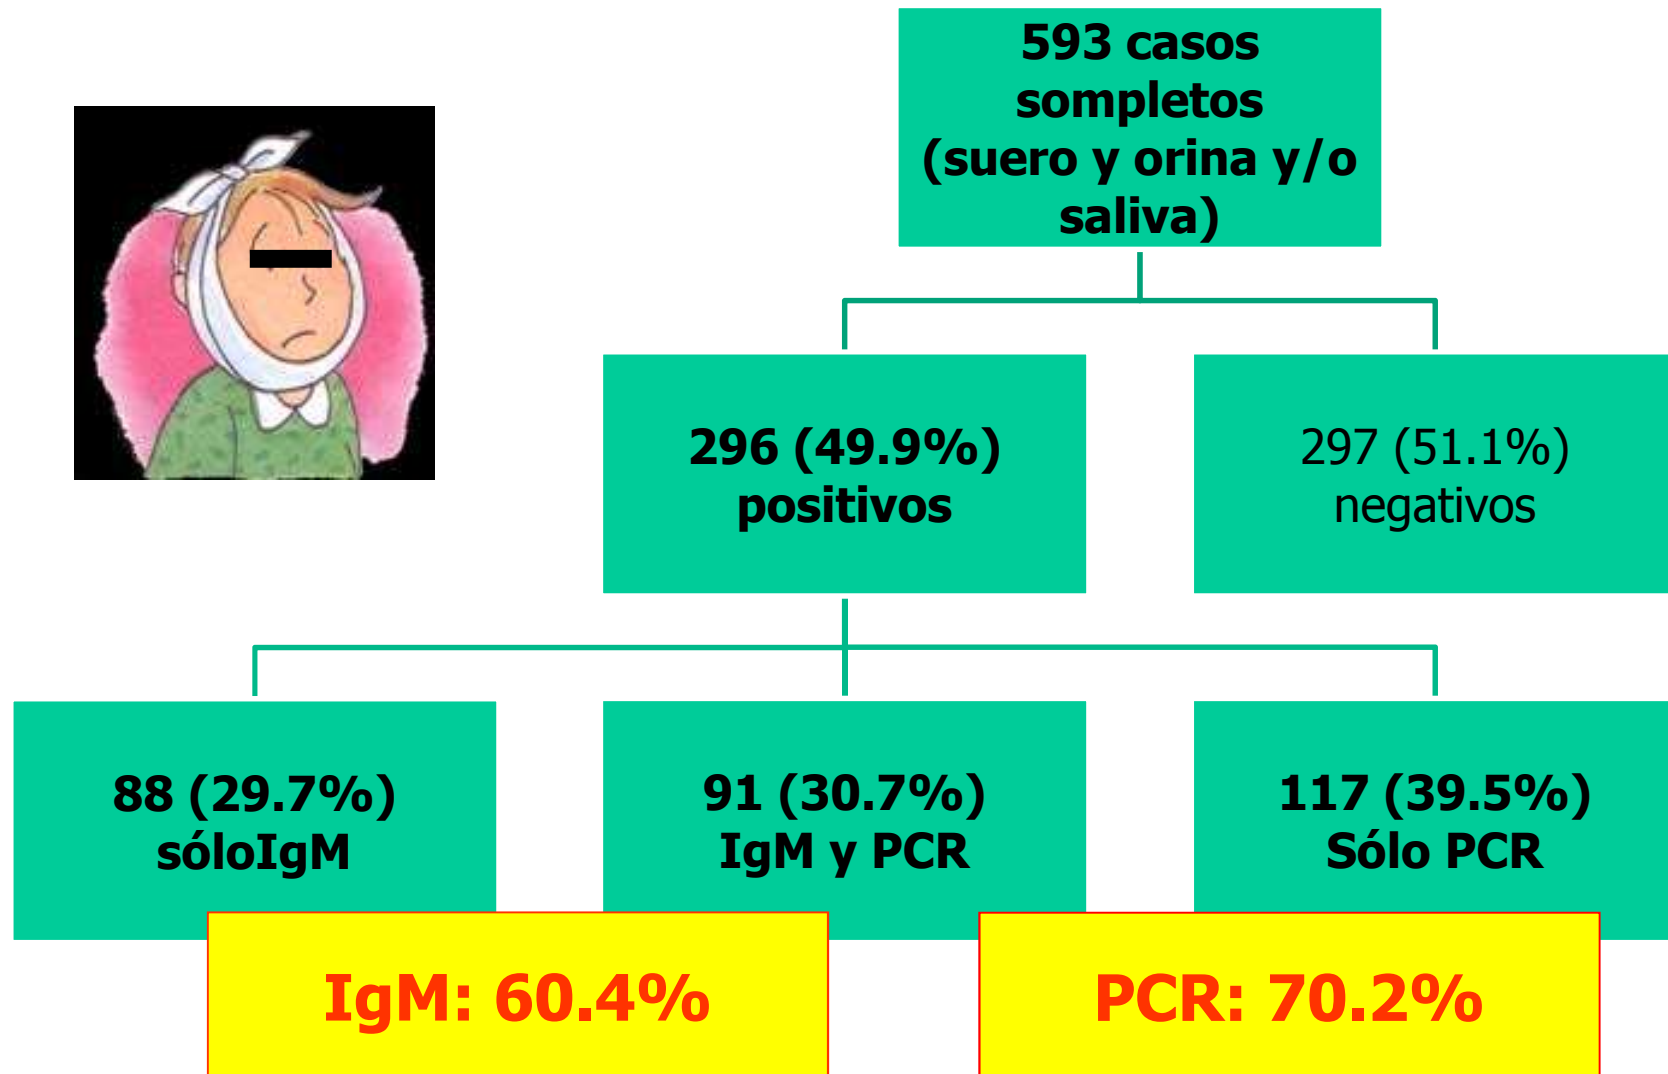 593 casos
sompletos
(suero y orina y/o
saliva)
296 (49.9%)
positivos
297 (51.1%)
negativos
88 (29.7%)
sóloIgM
91 (30.7%)
IgM y PCR
117 (39.5%)
Sólo PCR
IgM: 60.4%
PCR: 70.2%